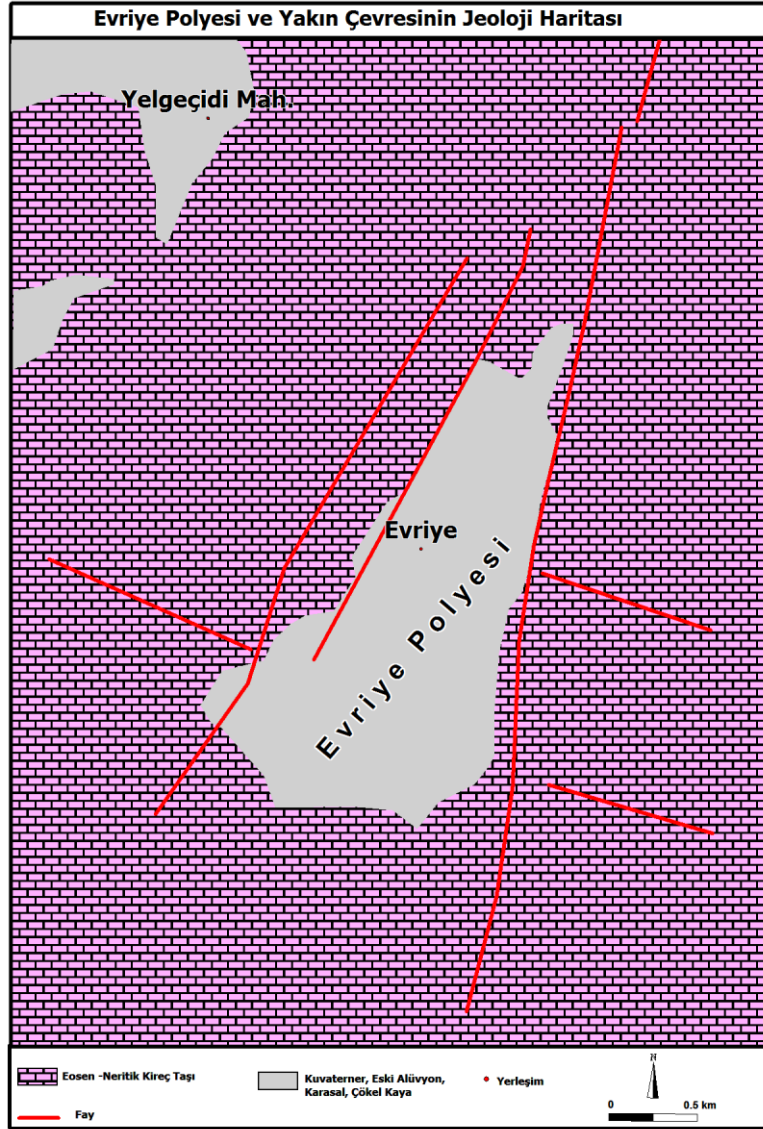 Evriye Polyesi ve Yakın Çevresinin Jeoloji Haritası
Yelgeçidi Mah.
Evriye
Evriye Polyesi
Eosen -Neritik Kireç Taşı
Kuvaterner, Eski Alüvyon,
Karasal, Çökel Kaya
Yerleşim
N
Fay
0 0.5 km